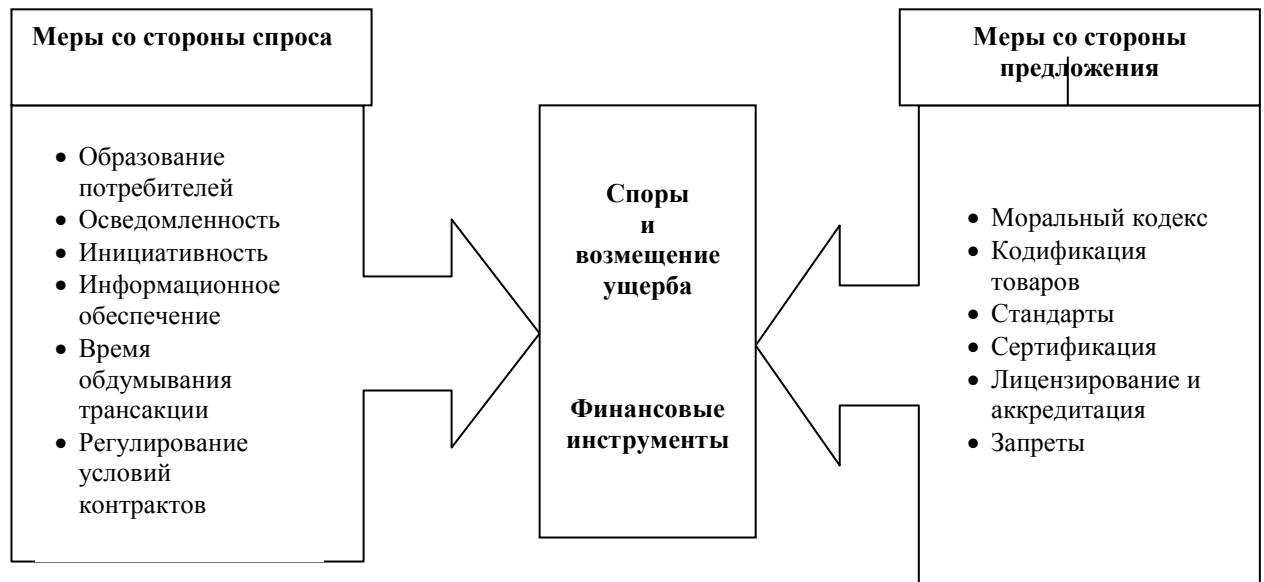 Меры со стороны спроса
• Образование
потребителей
• Осведомленность
• Инициативность
• Информационное
обеспечение
• Время
обдумывания
трансакции
• Регулирование
условий
контрактов
Споры
и
возмещение
ущерба
Финансовые
инструменты
Меры со стороны
предложения
• Моральный кодекс
• Кодификация
товаров
• Стандарты
• Сертификация
• Лицензирование и
аккредитация
• Запреты